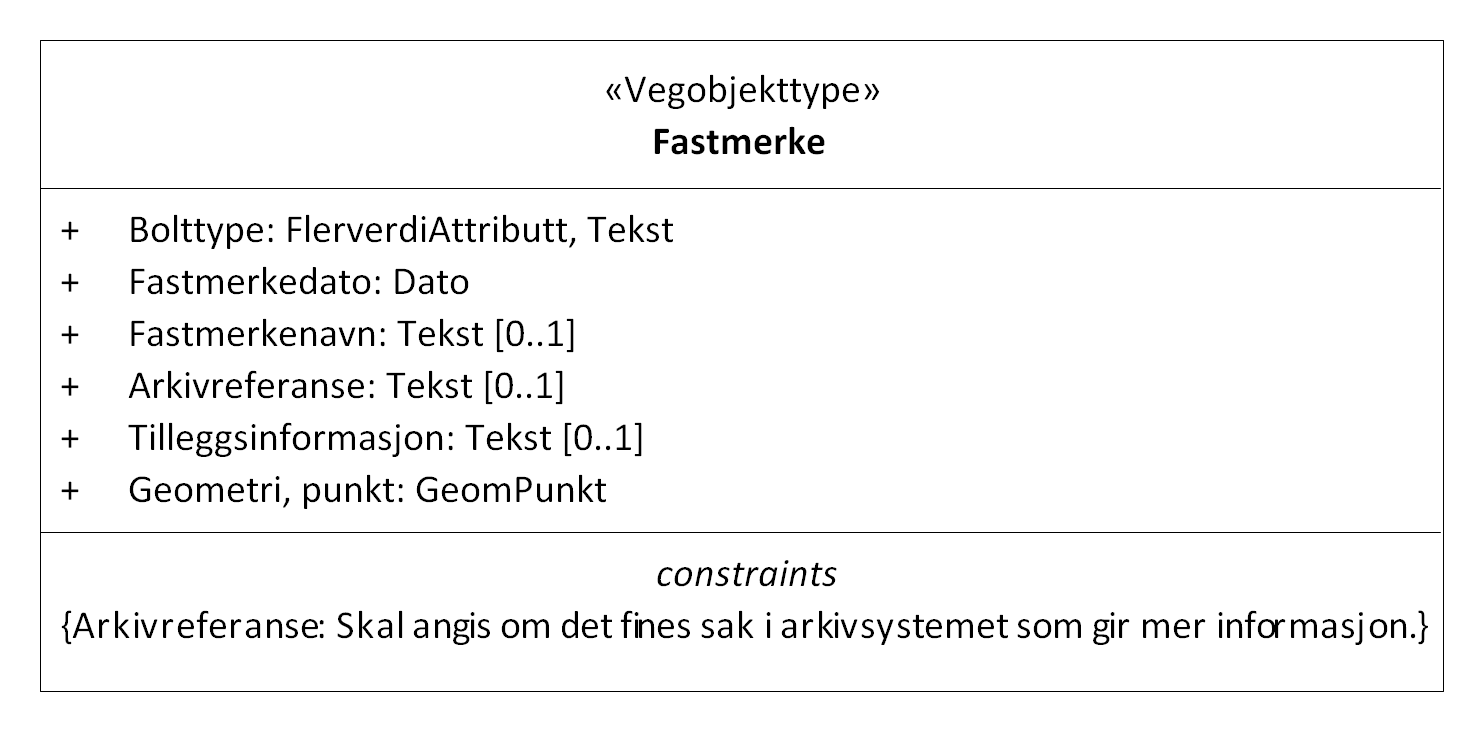 «Vegobjekttype»
Fastmerke
+ Bolttype: FlerverdiAttributt, Tekst
+ Fastmerkedato: Dato
+ Fastmerkenavn: Tekst [0..1]
+ Arkivreferanse: Tekst [0..1]
+ Tilleggsinformasjon: Tekst [0..1]
+ Geometri, punkt: GeomPunkt
constraints
{Arkivreferanse: Skal angis om det fines sak i arkivsystemet som gir mer informasjon.}